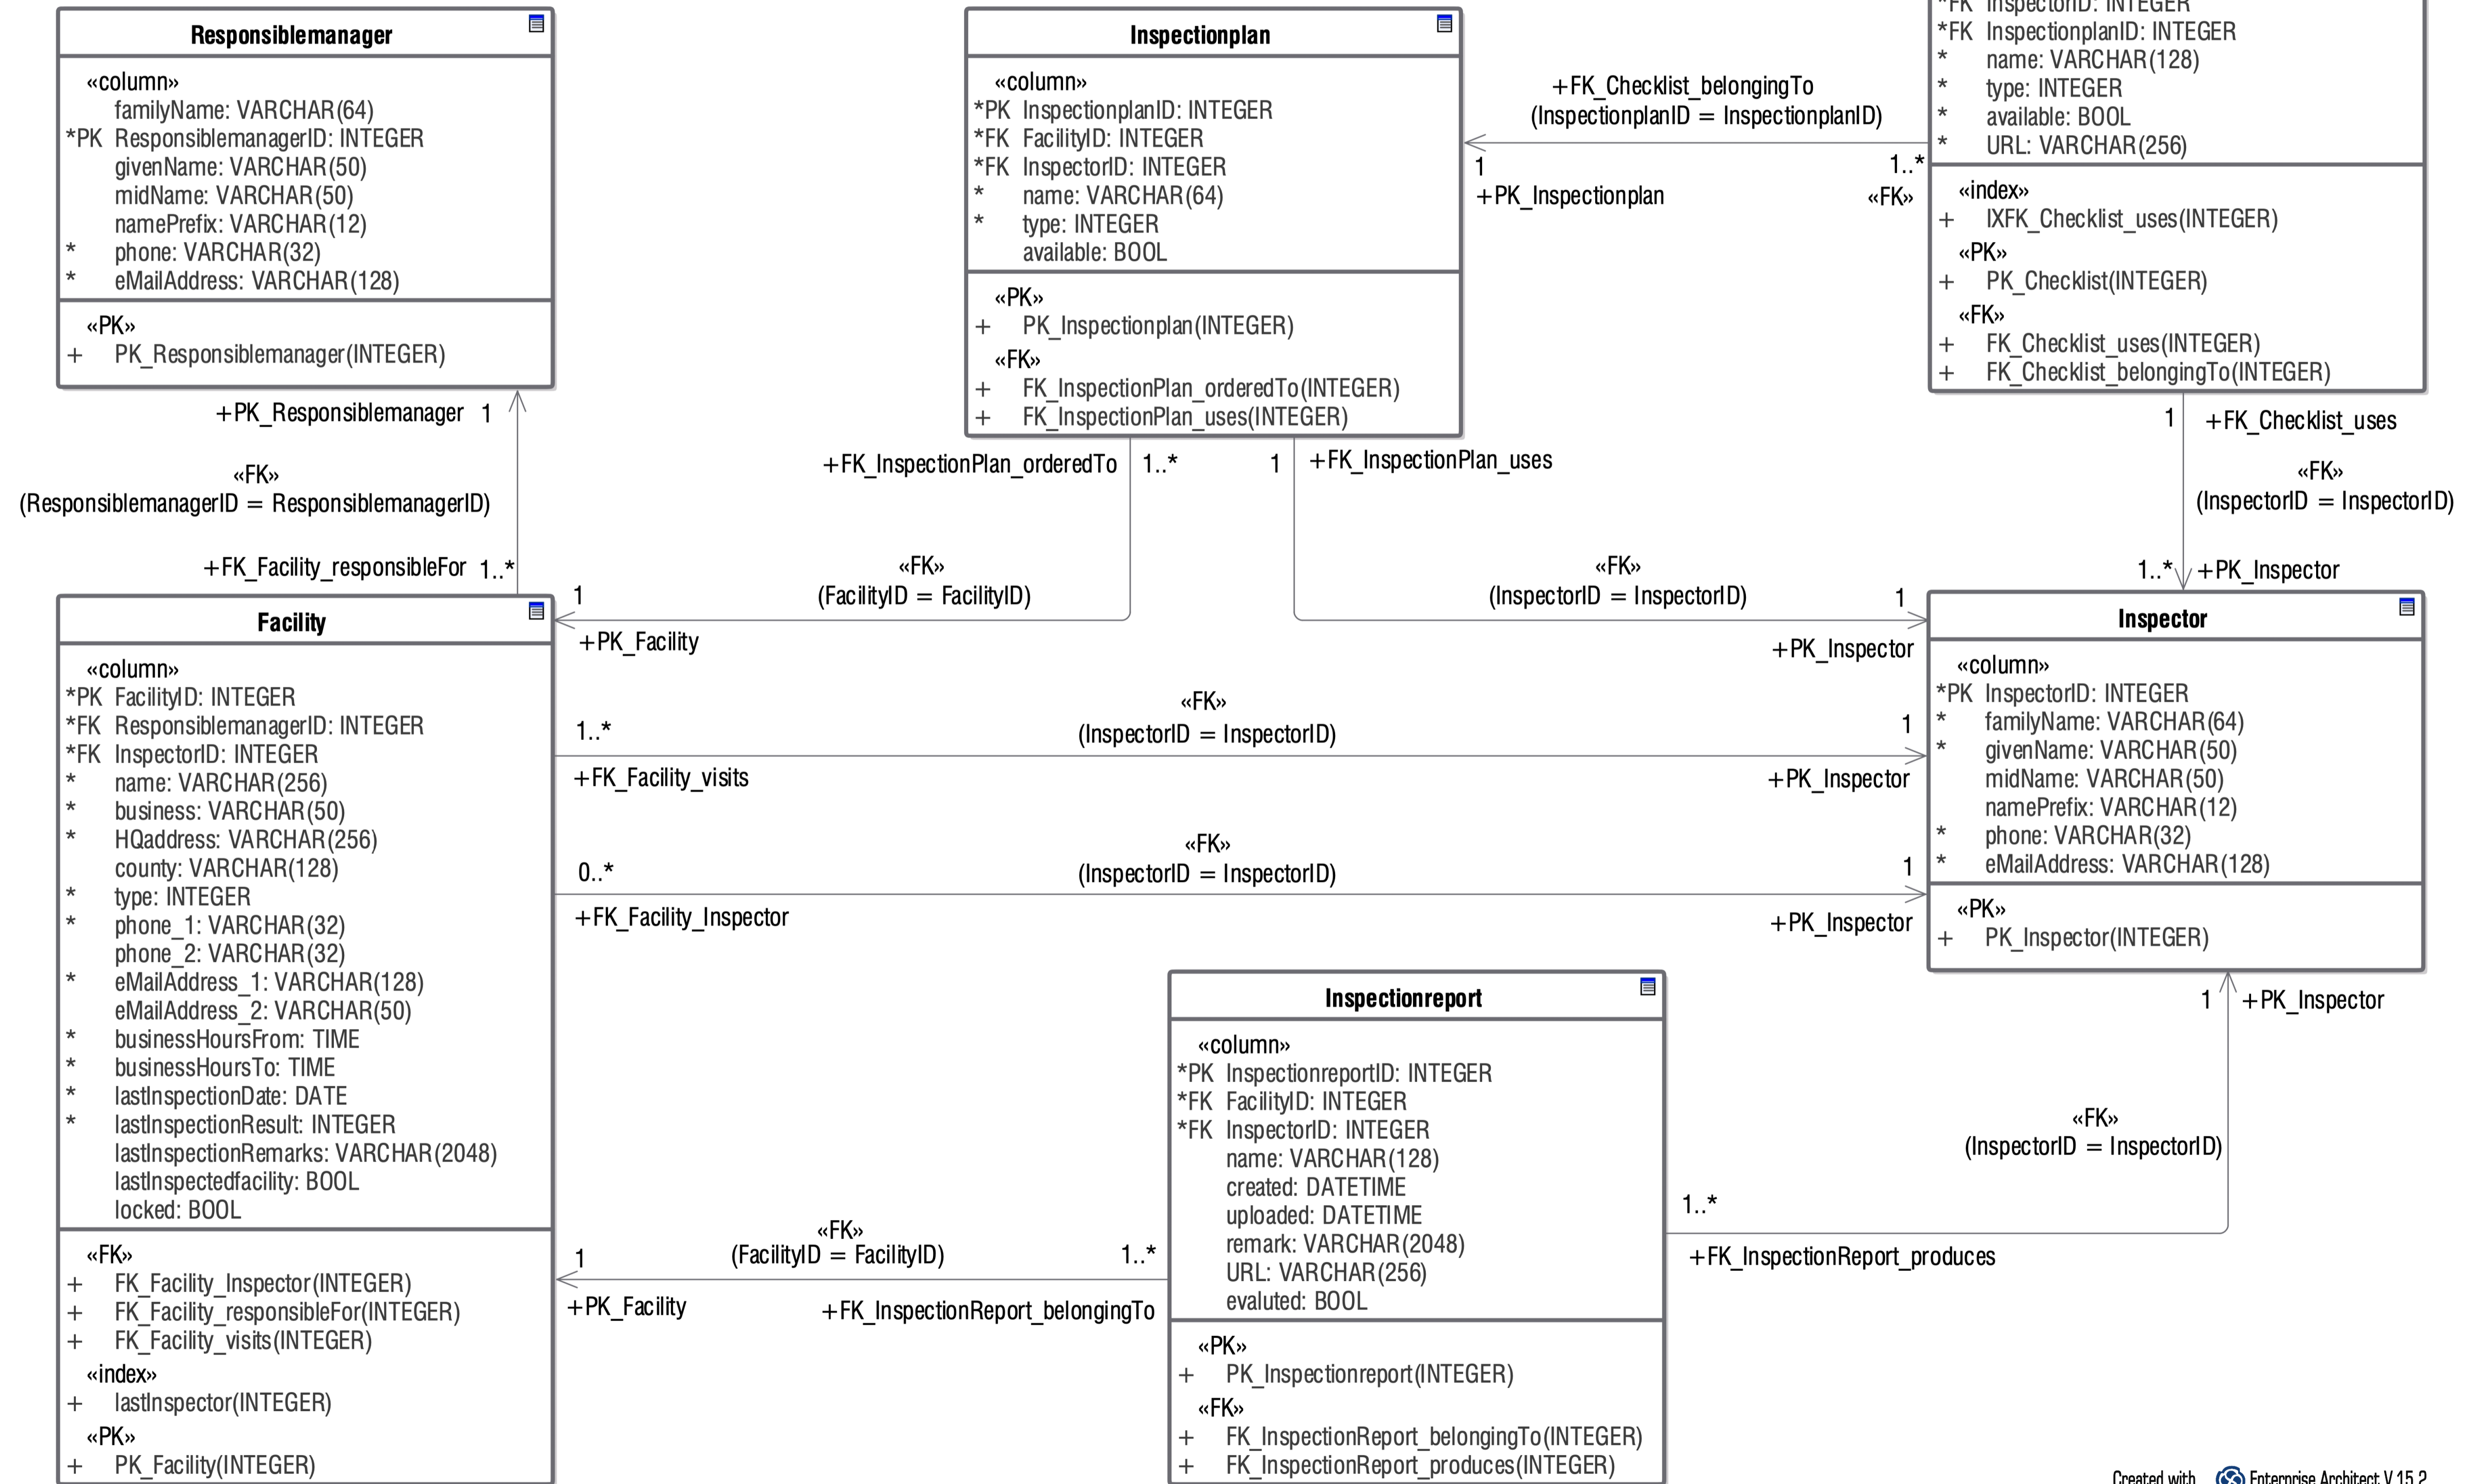 Responsiblemanager
«column»
familyName: VARCHAR(64)
*PK ResponsiblemanagerID: INTEGER
givenName: VARCHAR(50)
midName: VARCHAR(50)
namePrefix: VARCHAR(12)
* phone: VARCHAR(32)
* eMailAddress: VARCHAR(128)
«PK»
+ PK_Responsiblemanager(INTEGER)
Inspectionplan
«column»
*PK InspectionplanID: INTEGER
*FK FacilityID: INTEGER
*FK InspectorID: INTEGER
* name: VARCHAR(64)
* type: INTEGER
available: BOOL
«PK»
+ PK_Inspectionplan(INTEGER)
«FK»
+ FK_InspectionPlan_orderedTo(INTEGER)
+ FK_InspectionPlan_uses(INTEGER)
+FK_Checklist_belongingTo
(InspectionplanID = InspectionplanID)
1
1..*
+PK_Inspectionplan
«FK»
*FK InspectorID: INTEGER
*FK InspectionplanID: INTEGER
* name: VARCHAR(128)
* type: INTEGER
* available: BOOL
* URL: VARCHAR(256)
«index»
+ IXFK_Checklist_uses(INTEGER)
«PK»
+ PK_Checklist(INTEGER)
«FK»
+ FK_Checklist_uses(INTEGER)
+ FK_Checklist_belongingTo(INTEGER)
+PK_Responsiblemanager 1
«FK»
(ResponsiblemanagerID = ResponsiblemanagerID)
+FK_Facility_responsibleFor 1..*
+FK_InspectionPlan_orderedTo 1..*
1 +FK_InspectionPlan_uses
1 +FK_Checklist_uses
«FK»
(InspectorID = InspectorID)
1..* +PK_Inspector
«FK»
1 (FacilityID = FacilityID)
+PK_Facility
«FK»
(InspectorID = InspectorID) 1
+PK_Inspector
Facility
«column»
*PK FacilityID: INTEGER
*FK ResponsiblemanagerID: INTEGER
*FK InspectorID: INTEGER
* name: VARCHAR(256)
* business: VARCHAR(50)
* HQaddress: VARCHAR(256)
county: VARCHAR(128)
* type: INTEGER
* phone_1: VARCHAR(32)
phone_2: VARCHAR(32)
* eMailAddress_1: VARCHAR(128)
eMailAddress_2: VARCHAR(50)
* businessHoursFrom: TIME
* businessHoursTo: TIME
* lastInspectionDate: DATE
* lastInspectionResult: INTEGER
lastInspectionRemarks: VARCHAR(2048)
lastInspectedfacility: BOOL
locked: BOOL
«FK»
+ FK_Facility_Inspector(INTEGER)
+ FK_Facility_responsibleFor(INTEGER)
+ FK_Facility_visits(INTEGER)
«index»
+ lastInspector(INTEGER)
«PK»
+ PK_Facility(INTEGER)
«FK»
1..* (InspectorID = InspectorID) 1
+FK_Facility_visits +PK_Inspector
«FK»
0..* (InspectorID = InspectorID) 1
+FK_Facility_Inspector +PK_Inspector
Inspector
«column»
*PK InspectorID: INTEGER
* familyName: VARCHAR(64)
* givenName: VARCHAR(50)
midName: VARCHAR(50)
namePrefix: VARCHAR(12)
* phone: VARCHAR(32)
* eMailAddress: VARCHAR(128)
«PK»
+ PK_Inspector(INTEGER)
Inspectionreport
«column»
*PK InspectionreportID: INTEGER
*FK FacilityID: INTEGER
*FK InspectorID: INTEGER
name: VARCHAR(128)
created: DATETIME
uploaded: DATETIME
remark: VARCHAR(2048)
URL: VARCHAR(256)
evaluted: BOOL
«PK»
+ PK_Inspectionreport(INTEGER)
«FK»
+ FK_InspectionReport_belongingTo(INTEGER)
+ FK_InspectionReport_produces(INTEGER)
1 +PK_Inspector
«FK»
(InspectorID = InspectorID)
1..*
+FK_InspectionReport_produces
«FK»
1 (FacilityID = FacilityID) 1..*
+PK_Facility +FK_InspectionReport_belongingTo
Created with Enterprise Architect V 15.2